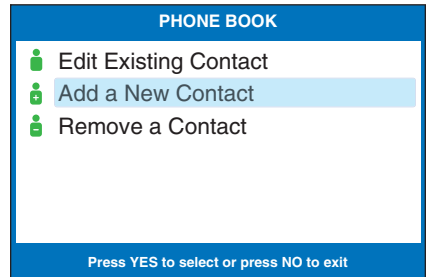 PHONE BOOK
Edit Existing Contact
Add a New Contact
Remove a Contact
Press YES to select or press NO to exit